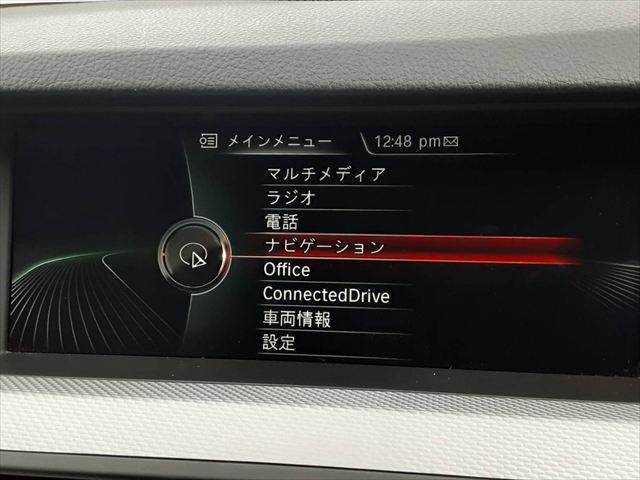 メインメニュー 12:48 pm
マルチメディア
ラジオ
電話
ナビゲーション
Office
ConnectedDrive
車両情報
設定